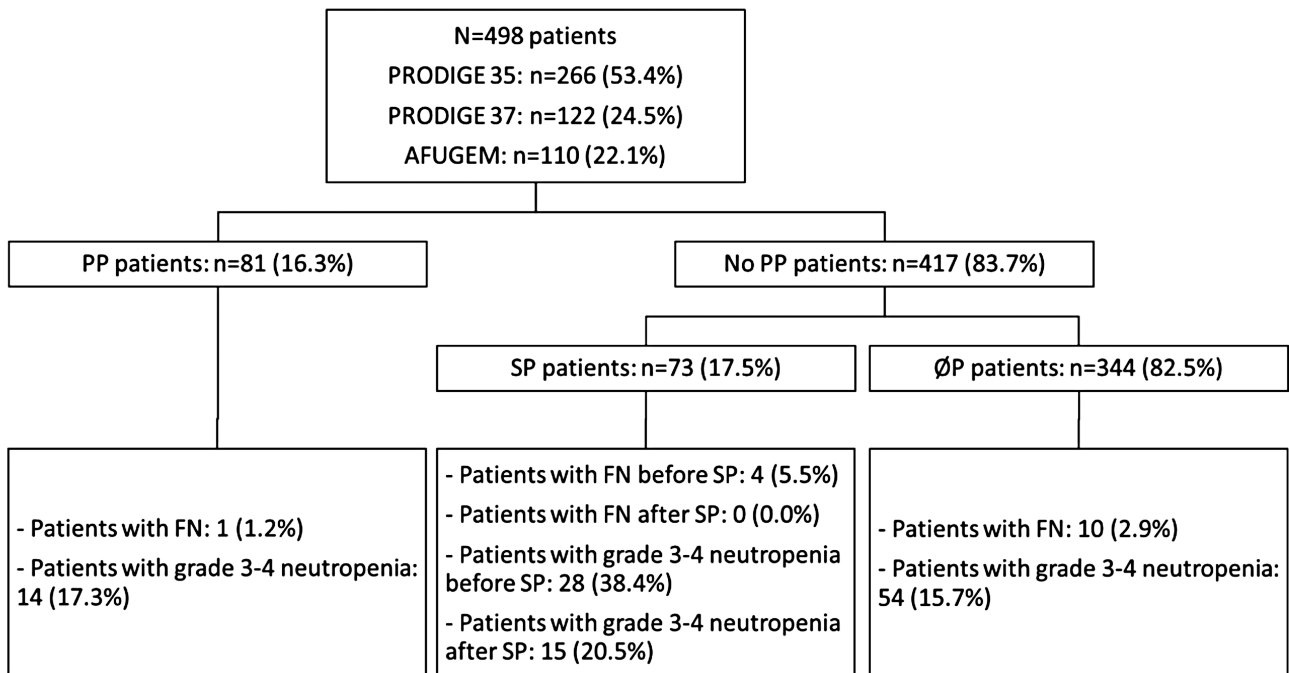 N=498 patients
PRODIGE 35: n=266 (53.4%)
PRODIGE 37: n=122 (24.5%)
AFUGEM: n=110 (22.1%)
PP patients: n=81 (16.3%)
No PP patients: n=417 (83.7%)
SP patients: n=73 (17.5%)
ØP patients: n=344 (82.5%)
- Patients with FN: 1 (1.2%)
- Patients with grade 3-4 neutropenia:
14 (17.3%)
- Patients with FN before SP: 4 (5.5%)
- Patients with FN after SP: 0 (0.0%)
- Patients with grade 3-4 neutropenia
before SP: 28 (38.4%)
- Patients with grade 3-4 neutropenia
after SP: 15 (20.5%)
- Patients with FN: 10 (2.9%)
- Patients with grade 3-4 neutropenia:
54 (15.7%)